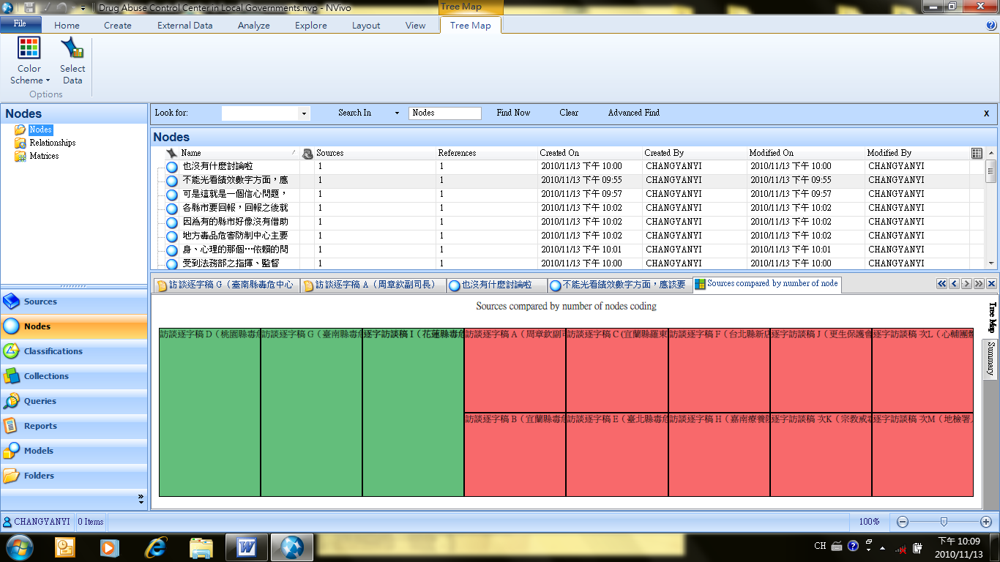 Drug Abuse Control Center in Local Governments.nvp - NVivo
Tree Map
File Home Create External Data Analyze Explore Layout View Tree Map
Color Scheme
Select Data
Options
Nodes
Nodes
Relationships
Matrices
Look for: Search In Nodes Find Now Clear Advanced Find x
Nodes
Name Sources References Created On Created By Modified On Modified By
也沒有什麼討論啦 1 1 2010/11/13 下午 10:00 CHANGYANYI 2010/11/13 下午 10:00 CHANGYANYI
不能光看績效數字方面，應 1 1 2010/11/13 下午 09:55 CHANGYANYI 2010/11/13 下午 09:55 CHANGYANYI
可是這就是一個信心問題， 1 1 2010/11/13 下午 09:57 CHANGYANYI 2010/11/13 下午 09:57 CHANGYANYI
各縣市要回報，回報之後就 1 1 2010/11/13 下午 10:02 CHANGYANYI 2010/11/13 下午 10:02 CHANGYANYI
因為有的縣市好像沒有借助 1 1 2010/11/13 下午 10:02 CHANGYANYI 2010/11/13 下午 10:02 CHANGYANYI
地方毒品危害防制中心主要 1 1 2010/11/13 下午 10:02 CHANGYANYI 2010/11/13 下午 10:02 CHANGYANYI
身、心理的那個…依賴的問 1 1 2010/11/13 下午 10:01 CHANGYANYI 2010/11/13 下午 10:01 CHANGYANYI
受到法務部之指揮、監督 1 1 2010/11/13 下午 10:00 CHANGYANYI 2010/11/13 下午 10:00 CHANGYANYI
Sources
Nodes
Classifications
Collections
Queries
Reports
Models
Folders
訪談逐字稿 G（臺南縣毒危中心 訪談逐字稿 A（周章欽副司長） 也沒有什麼討論啦 不能光看績效數字方面，應該要 Sources compared by number of node
Sources compared by number of nodes coding
訪談逐字稿 D（桃園縣毒危 訪談逐字稿 G（臺南縣毒危 逐字訪談稿 I（花蓮縣毒危 訪談逐字稿 A（周章欽副 訪談逐字稿 C (宜蘭縣羅東 訪談逐字稿 F（台北縣新店 逐字訪談稿 J（更生保護會 逐字訪談稿 次L（心輔團體
訪談逐字稿 B（宜蘭縣毒危 訪談逐字稿 E（臺北縣毒危 訪談逐字稿 H（嘉南療養院 逐字訪談稿 次K（宗教戒毒 逐字訪談稿 次M（地檢署
Tree Map
Summary
CHANGYANYI 0 Items 100%
CH 下午 10:09
2010/11/13